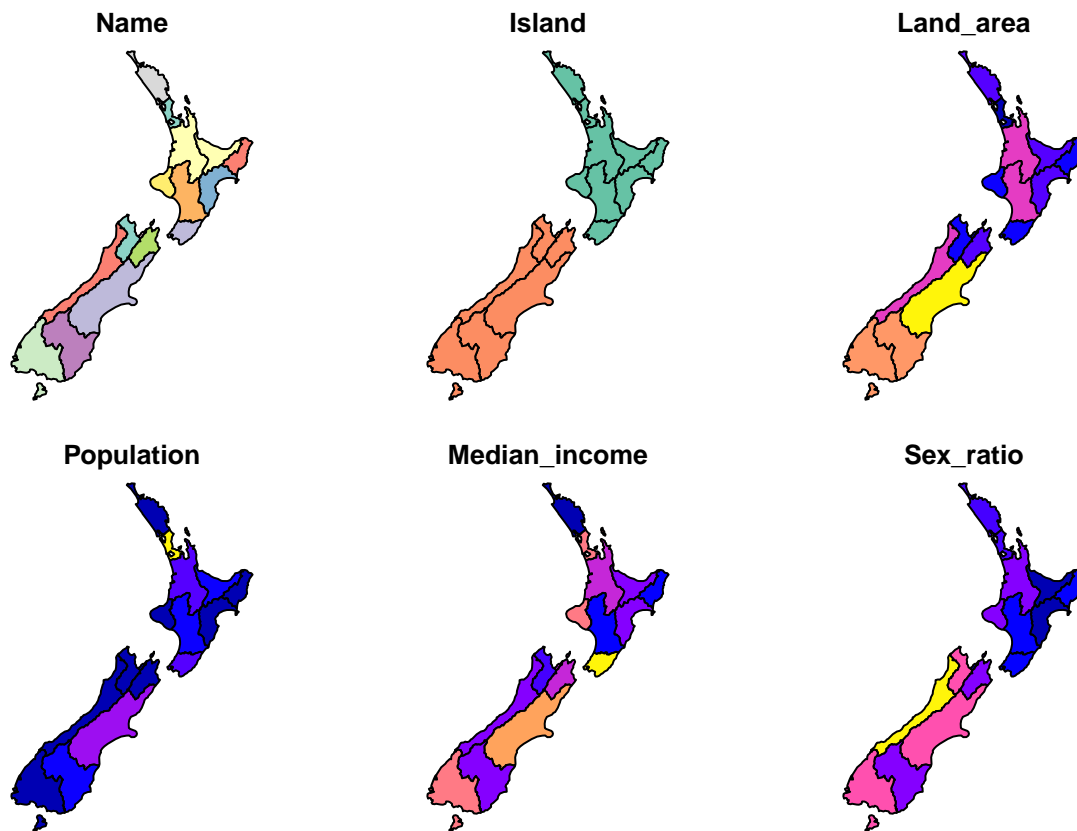 Name
Island
Land_area
Population
Median_income
Sex_ratio